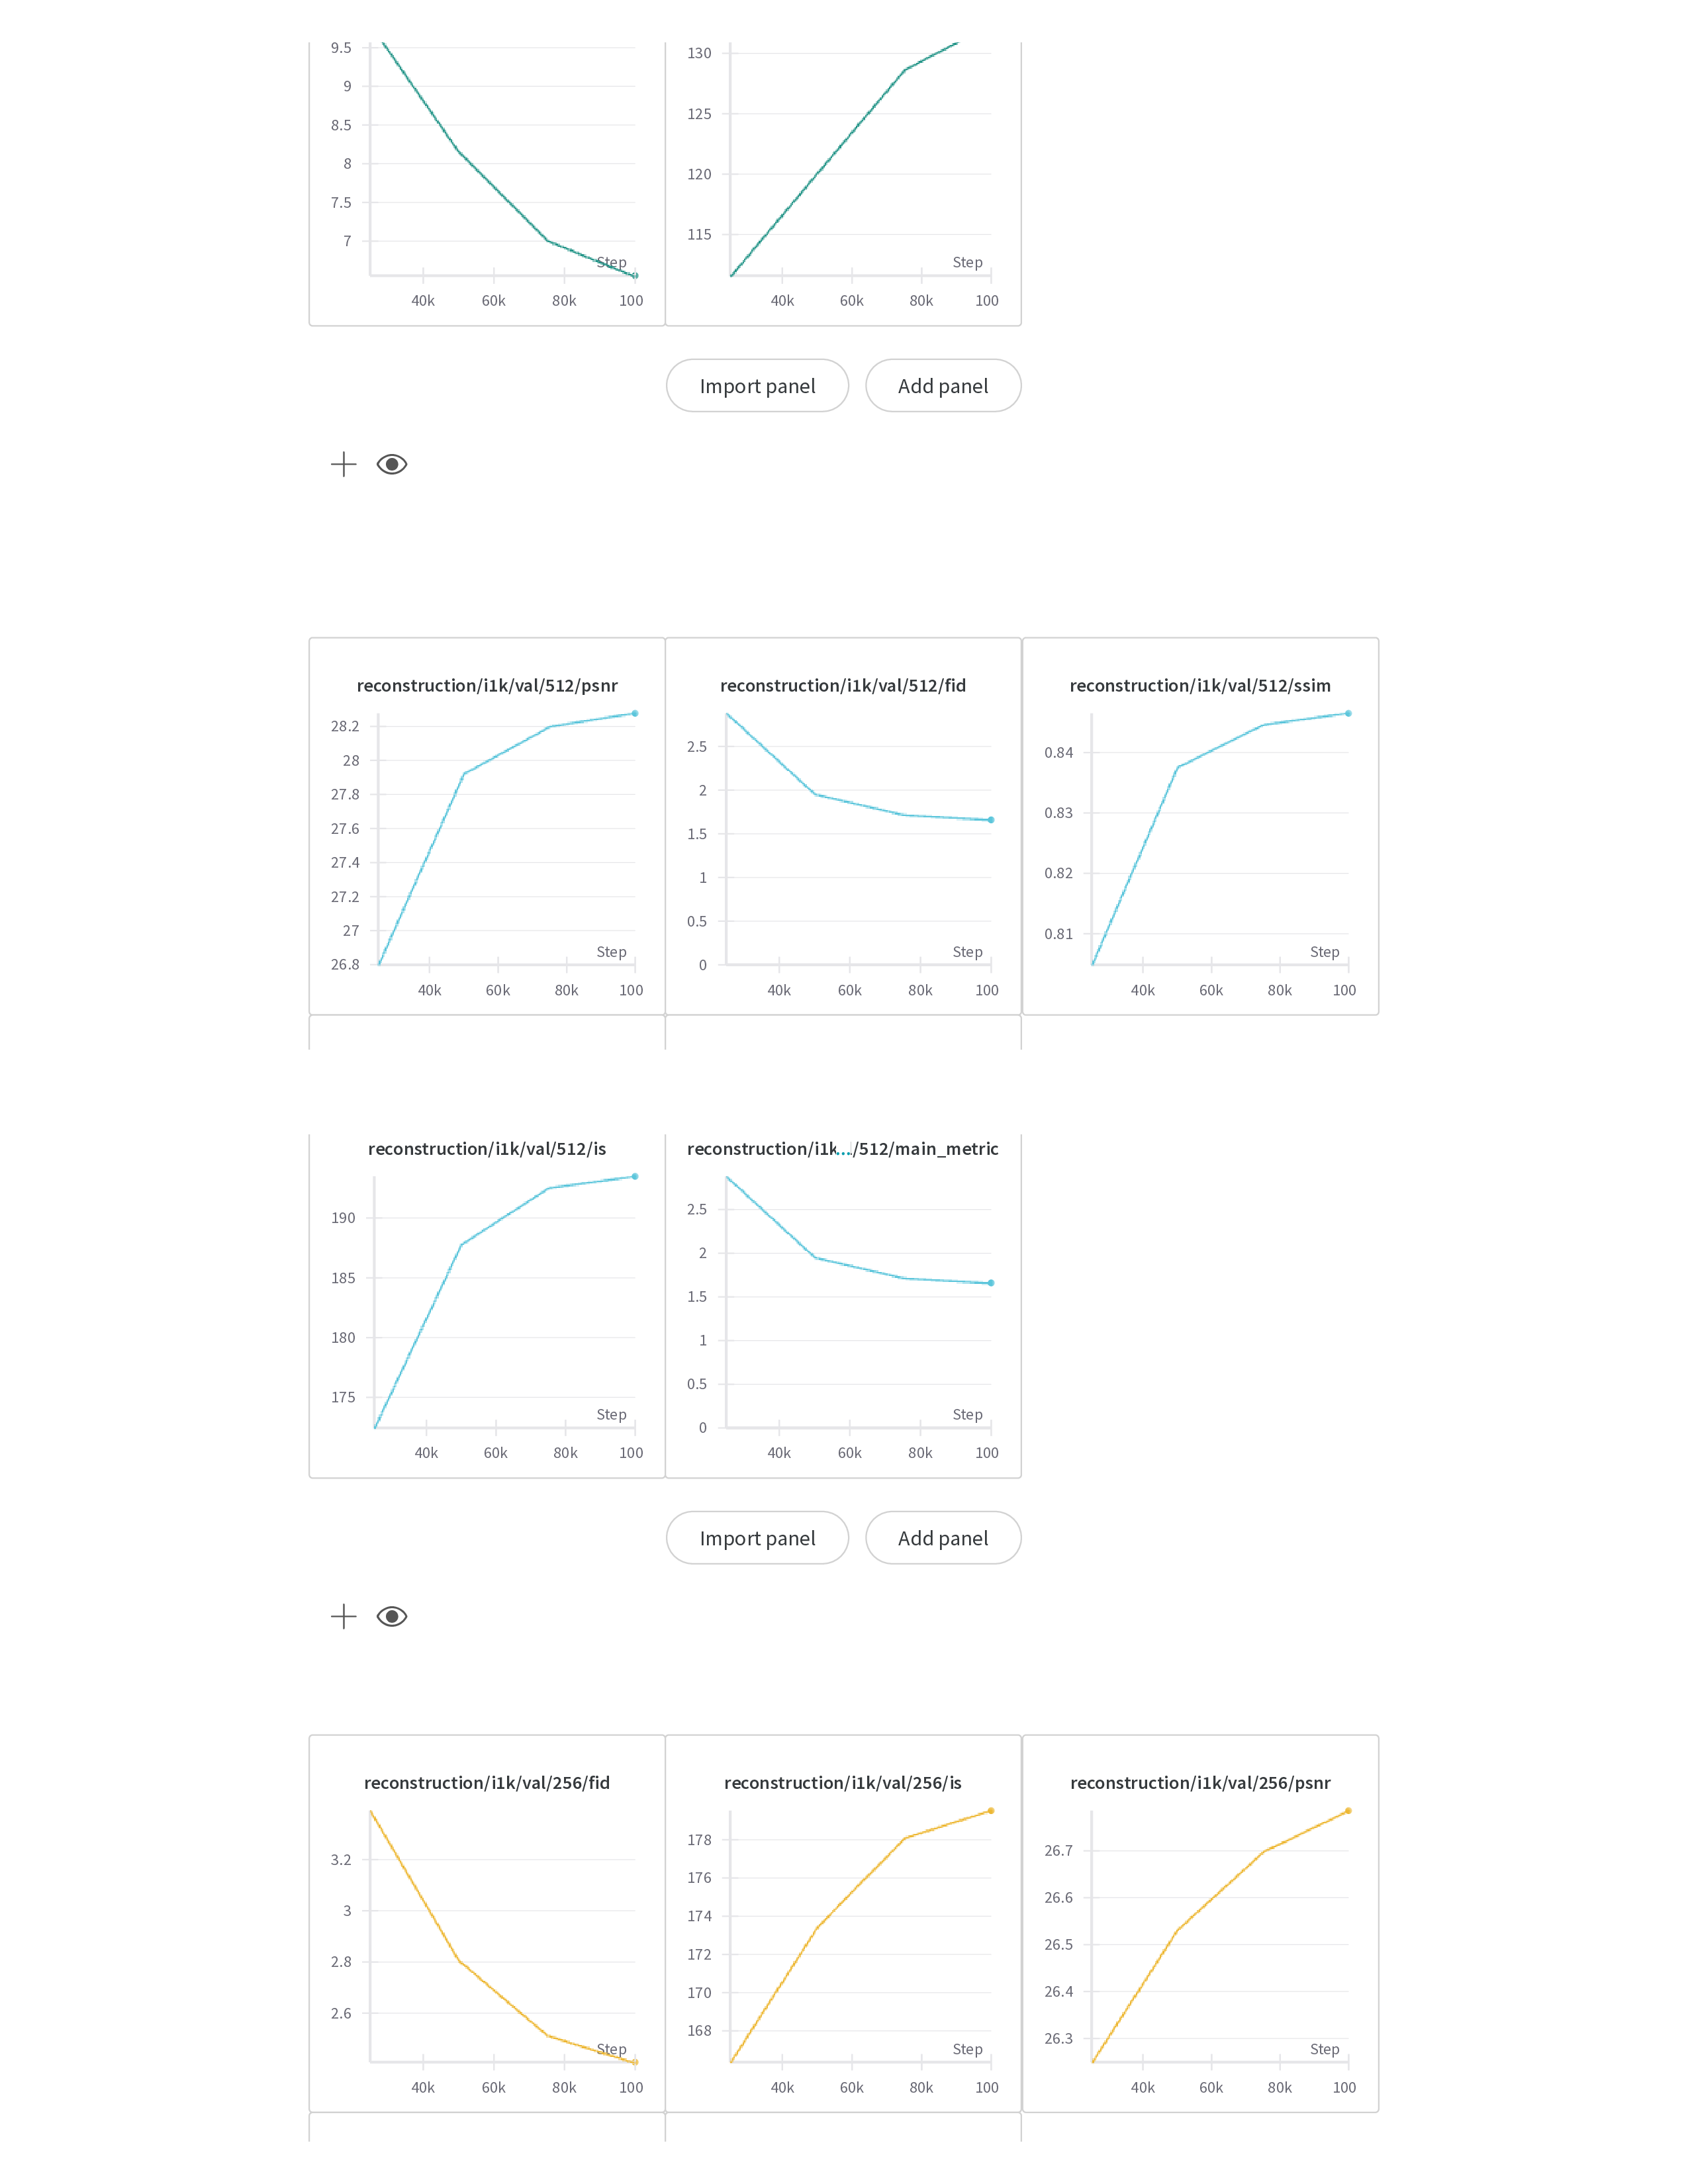 9.5
9
8.5
8
7.5
7
Step
40k 60k 80k 100
130
125
120
115
Step
40k 60k 80k 100
Import panel
Add panel
reconstruction/i1k/val/512/psnr
28.2
28
27.8
27.6
27.4
27.2
27
26.8
Step
40k 60k 80k 100
reconstruction/i1k/val/512/fid
2.5
2
1.5
1
0.5
0
Step
40k 60k 80k 100
reconstruction/i1k/val/512/ssim
0.84
0.83
0.82
0.81
Step
40k 60k 80k 100
reconstruction/i1k/val/512/is
190
185
180
175
Step
40k 60k 80k 100
reconstruction/i1k.../512/main_metric
2.5
2
1.5
1
0.5
0
Step
40k 60k 80k 100
Import panel
Add panel
reconstruction/i1k/val/256/fid
3.2
3
2.8
2.6
Step
40k 60k 80k 100
reconstruction/i1k/val/256/is
178
176
174
172
170
168
Step
40k 60k 80k 100
reconstruction/i1k/val/256/psnr
26.7
26.6
26.5
26.4
26.3
Step
40k 60k 80k 100